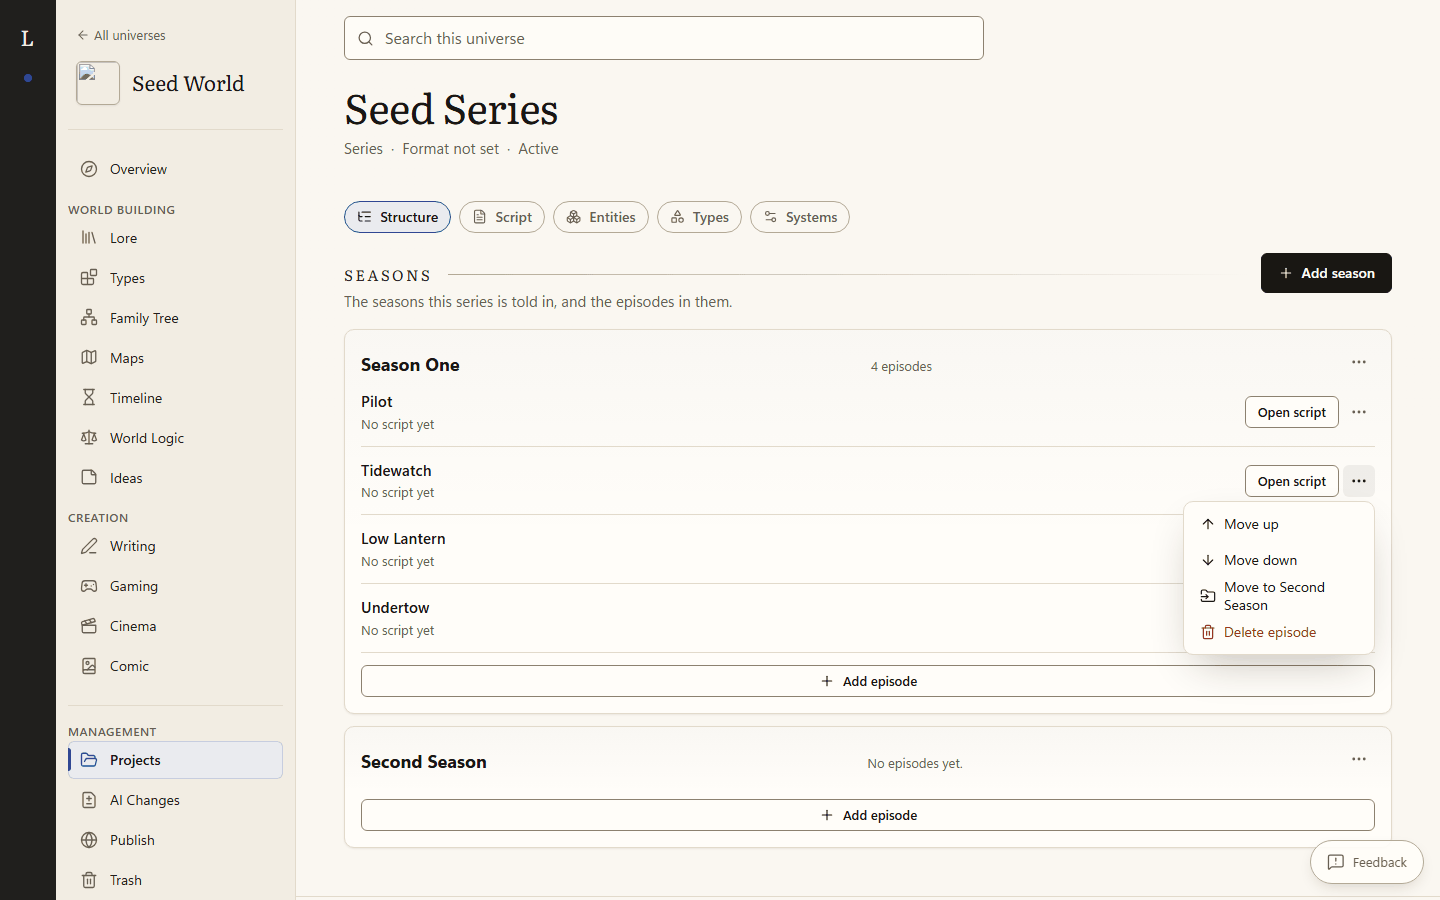 L
All universes
Seed World
Overview
WORLD BUILDING
Lore
Types
Family Tree
Maps
Timeline
World Logic
Ideas
CREATION
Writing
Gaming
Cinema
Comic
MANAGEMENT
Projects
AI Changes
Publish
Trash
Search this universe
Seed Series
Series · Format not set · Active
Structure
Script
Entities
Types
Systems
SEASONS
Add season
The seasons this series is told in, and the episodes in them.
Season One
4 episodes
Pilot
No script yet
Open script
Tidewatch
No script yet
Open script
Low Lantern
No script yet
Undertow
No script yet
Move up
Move down
Move to Second
Season
Delete episode
Add episode
Second Season
No episodes yet.
Add episode
Feedback